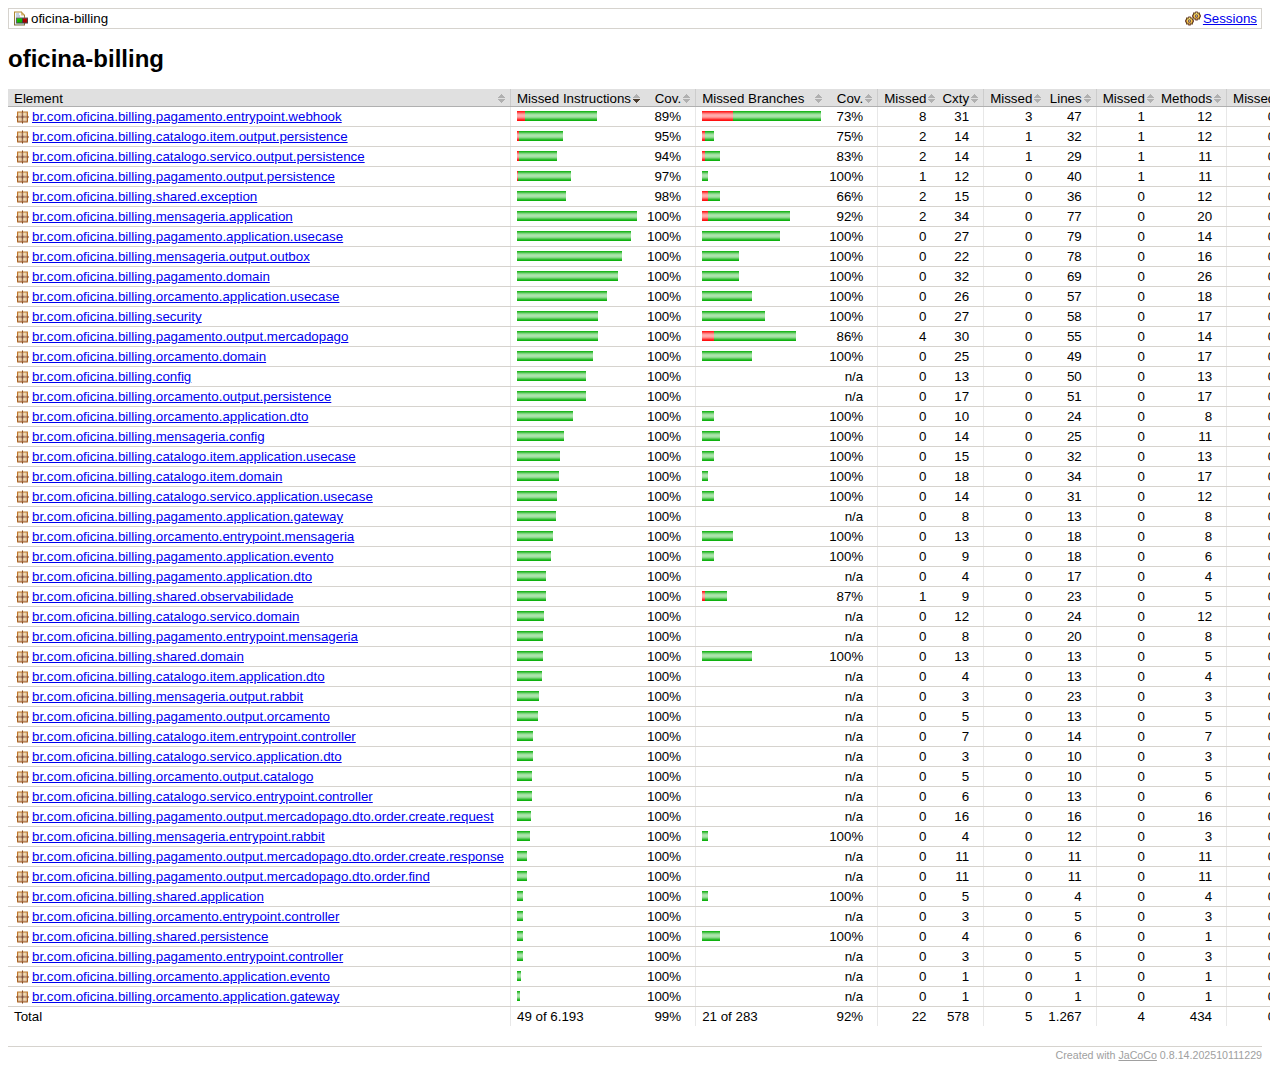 oficina-billing Sessions
oficina-billing
Element Missed Instructions Cov. Missed Branches Cov. Missed Cxty Missed Lines Missed Methods Missed
br.com.oficina.billing.pagamento.entrypoint.webhook 89% 73% 8 31 3 47 1 12
br.com.oficina.billing.catalogo.item.output.persistence 95% 75% 2 14 1 32 1 12
br.com.oficina.billing.catalogo.servico.output.persistence 94% 83% 2 14 1 29 1 11
br.com.oficina.billing.pagamento.output.persistence 97% 100% 1 12 0 40 1 11
br.com.oficina.billing.shared.exception 98% 66% 2 15 0 36 0 12
br.com.oficina.billing.mensageria.application 100% 92% 2 34 0 77 0 20
br.com.oficina.billing.pagamento.application.usecase 100% 100% 0 27 0 79 0 14
br.com.oficina.billing.mensageria.output.outbox 100% 100% 0 22 0 78 0 16
br.com.oficina.billing.pagamento.domain 100% 100% 0 32 0 69 0 26
br.com.oficina.billing.orcamento.application.usecase 100% 100% 0 26 0 57 0 18
br.com.oficina.billing.security 100% 100% 0 27 0 58 0 17
br.com.oficina.billing.pagamento.output.mercadopago 100% 86% 4 30 0 55 0 14
br.com.oficina.billing.orcamento.domain 100% 100% 0 25 0 49 0 17
br.com.oficina.billing.config 100% n/a 0 13 0 50 0 13
br.com.oficina.billing.orcamento.output.persistence 100% n/a 0 17 0 51 0 17
br.com.oficina.billing.orcamento.application.dto 100% 100% 0 10 0 24 0 8
br.com.oficina.billing.mensageria.config 100% 100% 0 14 0 25 0 11
br.com.oficina.billing.catalogo.item.application.usecase 100% 100% 0 15 0 32 0 13
br.com.oficina.billing.catalogo.item.domain 100% 100% 0 18 0 34 0 17
br.com.oficina.billing.catalogo.servico.application.usecase 100% 100% 0 14 0 31 0 12
br.com.oficina.billing.pagamento.application.gateway 100% n/a 0 8 0 13 0 8
br.com.oficina.billing.orcamento.entrypoint.mensageria 100% 100% 0 13 0 18 0 8
br.com.oficina.billing.pagamento.application.evento 100% 100% 0 9 0 18 0 6
br.com.oficina.billing.pagamento.application.dto 100% n/a 0 4 0 17 0 4
br.com.oficina.billing.shared.observabilidade 100% 87% 1 9 0 23 0 5
br.com.oficina.billing.catalogo.servico.domain 100% n/a 0 12 0 24 0 12
br.com.oficina.billing.pagamento.entrypoint.mensageria 100% n/a 0 8 0 20 0 8
br.com.oficina.billing.shared.domain 100% 100% 0 13 0 13 0 5
br.com.oficina.billing.catalogo.item.application.dto 100% n/a 0 4 0 13 0 4
br.com.oficina.billing.mensageria.output.rabbit 100% n/a 0 3 0 23 0 3
br.com.oficina.billing.pagamento.output.orcamento 100% n/a 0 5 0 13 0 5
br.com.oficina.billing.catalogo.item.entrypoint.controller 100% n/a 0 7 0 14 0 7
br.com.oficina.billing.catalogo.servico.application.dto 100% n/a 0 3 0 10 0 3
br.com.oficina.billing.orcamento.output.catalogo 100% n/a 0 5 0 10 0 5
br.com.oficina.billing.catalogo.servico.entrypoint.controller 100% n/a 0 6 0 13 0 6
br.com.oficina.billing.pagamento.output.mercadopago.dto.order.create.request 100% n/a 0 16 0 16 0 16
br.com.oficina.billing.mensageria.entrypoint.rabbit 100% 100% 0 4 0 12 0 3
br.com.oficina.billing.pagamento.output.mercadopago.dto.order.create.response 100% n/a 0 11 0 11 0 11
br.com.oficina.billing.pagamento.output.mercadopago.dto.order.find 100% n/a 0 11 0 11 0 11
br.com.oficina.billing.shared.application 100% 100% 0 5 0 4 0 4
br.com.oficina.billing.orcamento.entrypoint.controller 100% n/a 0 3 0 5 0 3
br.com.oficina.billing.shared.persistence 100% 100% 0 4 0 6 0 1
br.com.oficina.billing.pagamento.entrypoint.controller 100% n/a 0 3 0 5 0 3
br.com.oficina.billing.orcamento.application.evento 100% n/a 0 1 0 1 0 1
br.com.oficina.billing.orcamento.application.gateway 100% n/a 0 1 0 1 0 1
Total 49 of 6.193 99% 21 of 283 92% 22 578 5 1.267 4 434
Created with JaCoCo 0.8.14.202510111229